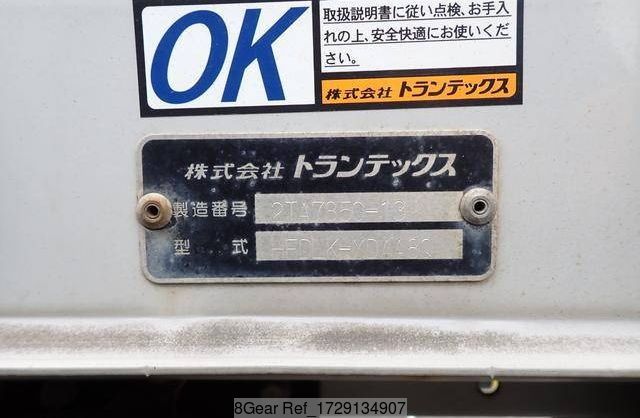 OK
取扱説明書に従い点検、お手入
れの上、安全快適にお使いくだ
さい。
株式会社 トランテックス
株式会社 トランテックス
製造番号
型 式
8Gear Ref_1729134907